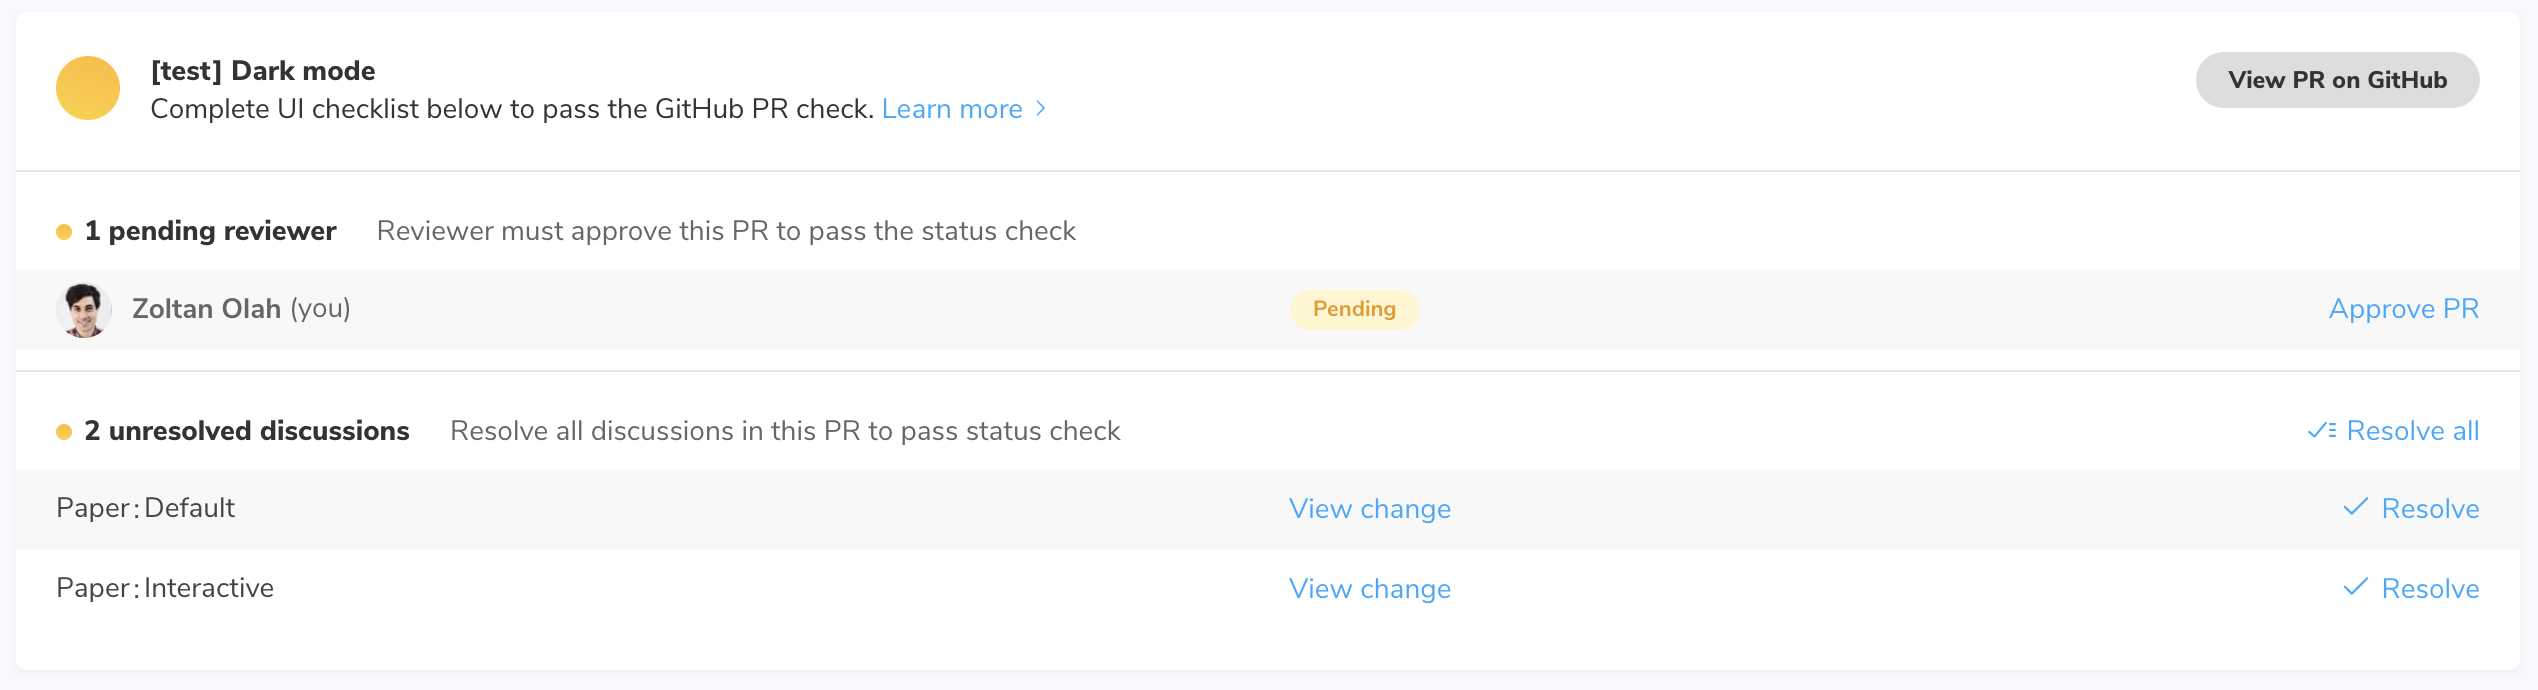 [test] Dark mode
Complete UI checklist below to pass the GitHub PR check. Learn more
View PR on GitHub
1 pending reviewer Reviewer must approve this PR to pass the status check
Zoltan Olah (you) Pending Approve PR
2 unresolved discussions Resolve all discussions in this PR to pass status check Resolve all
Paper:Default View change Resolve
Paper:Interactive View change Resolve